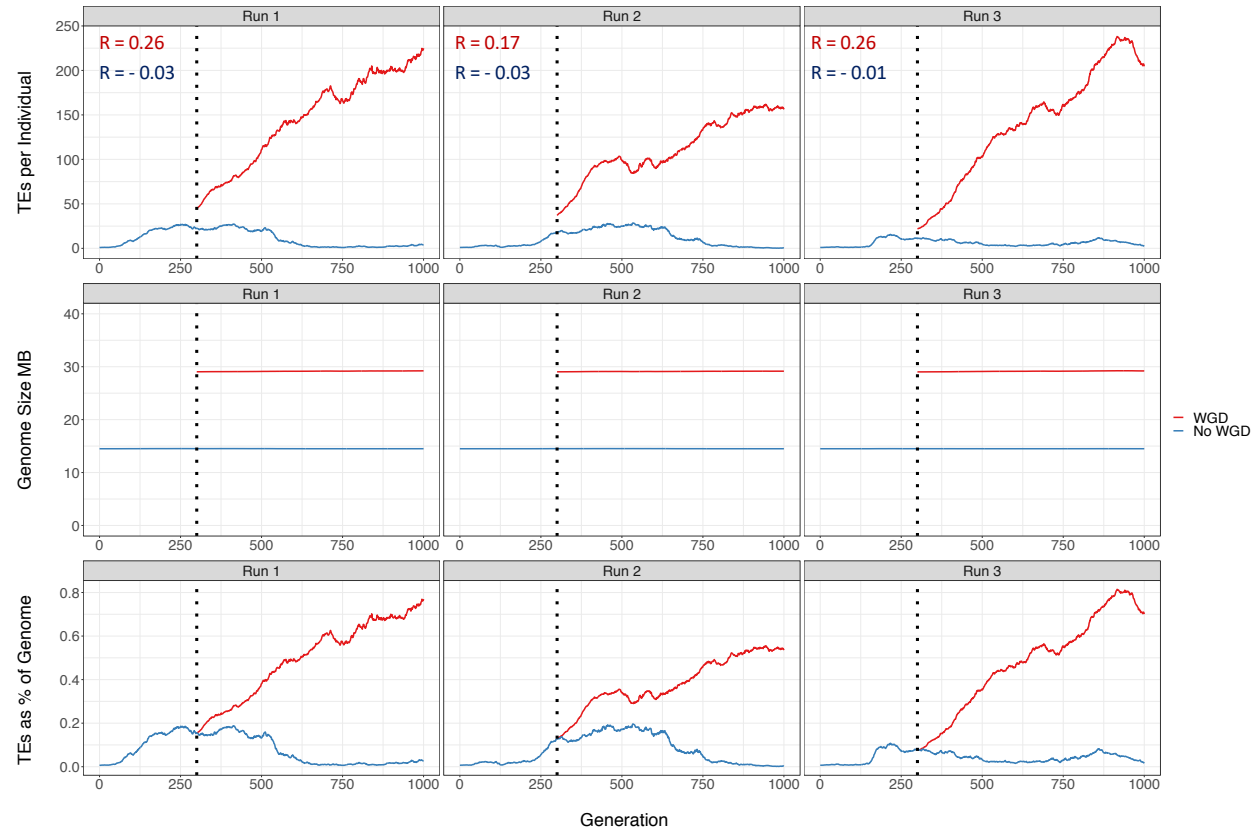 Run 1 Run 2 Run 3
TEs per Individual
250
200
150
100
50
0
R = 0.26
R = - 0.03
R = 0.17
R = - 0.03
R = 0.26
R = - 0.01
0 250 500 750 1000 0 250 500 750 1000 0 250 500 750 1000
Run 1 Run 2 Run 3
Genome Size MB
40
30
20
10
0
WGD
No WGD
0 250 500 750 1000 0 250 500 750 1000 0 250 500 750 1000
Run 1 Run 2 Run 3
TEs as % of Genome
0.8
0.6
0.4
0.2
0.0
0 250 500 750 1000 0 250 500 750 1000 0 250 500 750 1000
Generation